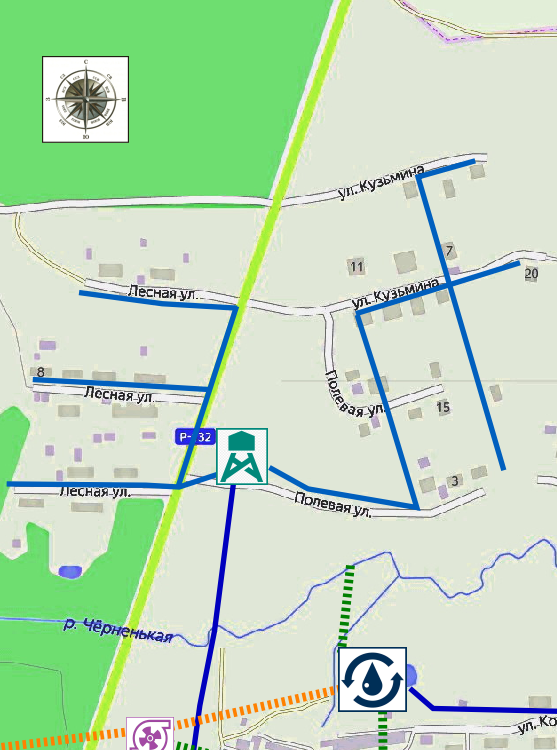 С
З
В
Ю
ул. Кузьмина
7
11
20
Лесная ул.
ул. Кузьмина
8
Лесная ул.
Полевая ул.
15
Р-132
3
Лесная ул.
Полевая ул.
р. Чёрненькая
ул. Ко